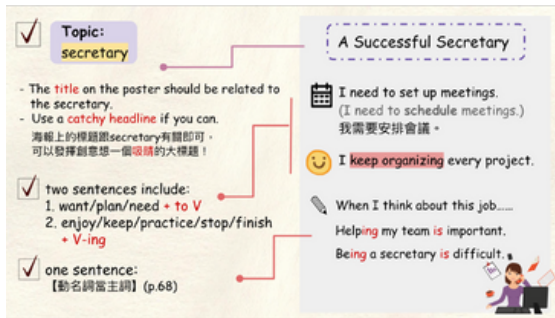 Topic:
secretary
- The title on the poster should be related to
the secretary.
- Use a catchy headline if you can.
海報上的標題跟secretary有關即可，
可以發揮創意想一個吸睛的大標題！
two sentences include:
1. want/plan/need + to V
2. enjoy/keep/practice/stop/finish
+ V-ing
one sentence:
【動名詞當主詞】(p.68)
A Successful Secretary
I need to set up meetings.
(I need to schedule meetings.)
我需要安排會議。
I keep organizing every project.
When I think about this job......
Helping my team is important.
Being a secretary is difficult.